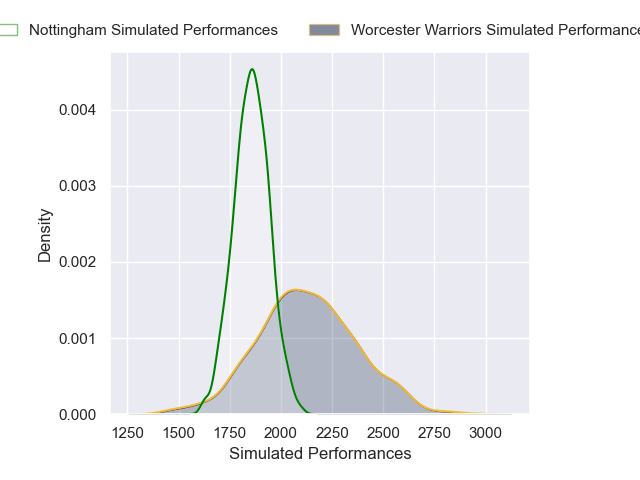 Nottingham Simulated Performances
Worcester Warriors Simulated Performance
0.004
0.003
0.002
0.001
0.000
Density
1250 1500 1750 2000 2250 2500 2750 3000
Simulated Performances